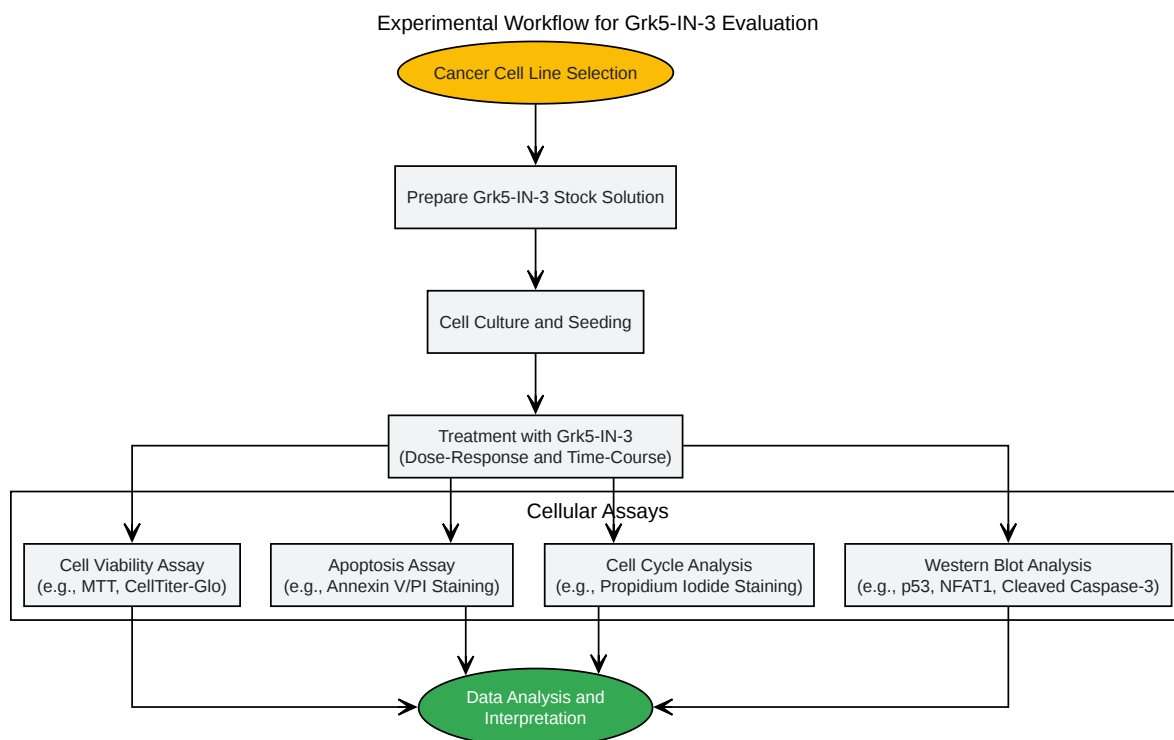 Experimental Workflow for Grk5-IN-3 Evaluation
Cancer Cell Line Selection
Prepare Grk5-IN-3 Stock Solution
Cell Culture and Seeding
Treatment with Grk5-IN-3
(Dose-Response and Time-Course)
Cellular Assays
Cell Viability Assay
(e.g., MTT, CellTiter-Glo)
Apoptosis Assay
(e.g., Annexin V/PI Staining)
Cell Cycle Analysis
(e.g., Propidium Iodide Staining)
Western Blot Analysis
(e.g., p53, NFAT1, Cleaved Caspase-3)
Data Analysis and
Interpretation